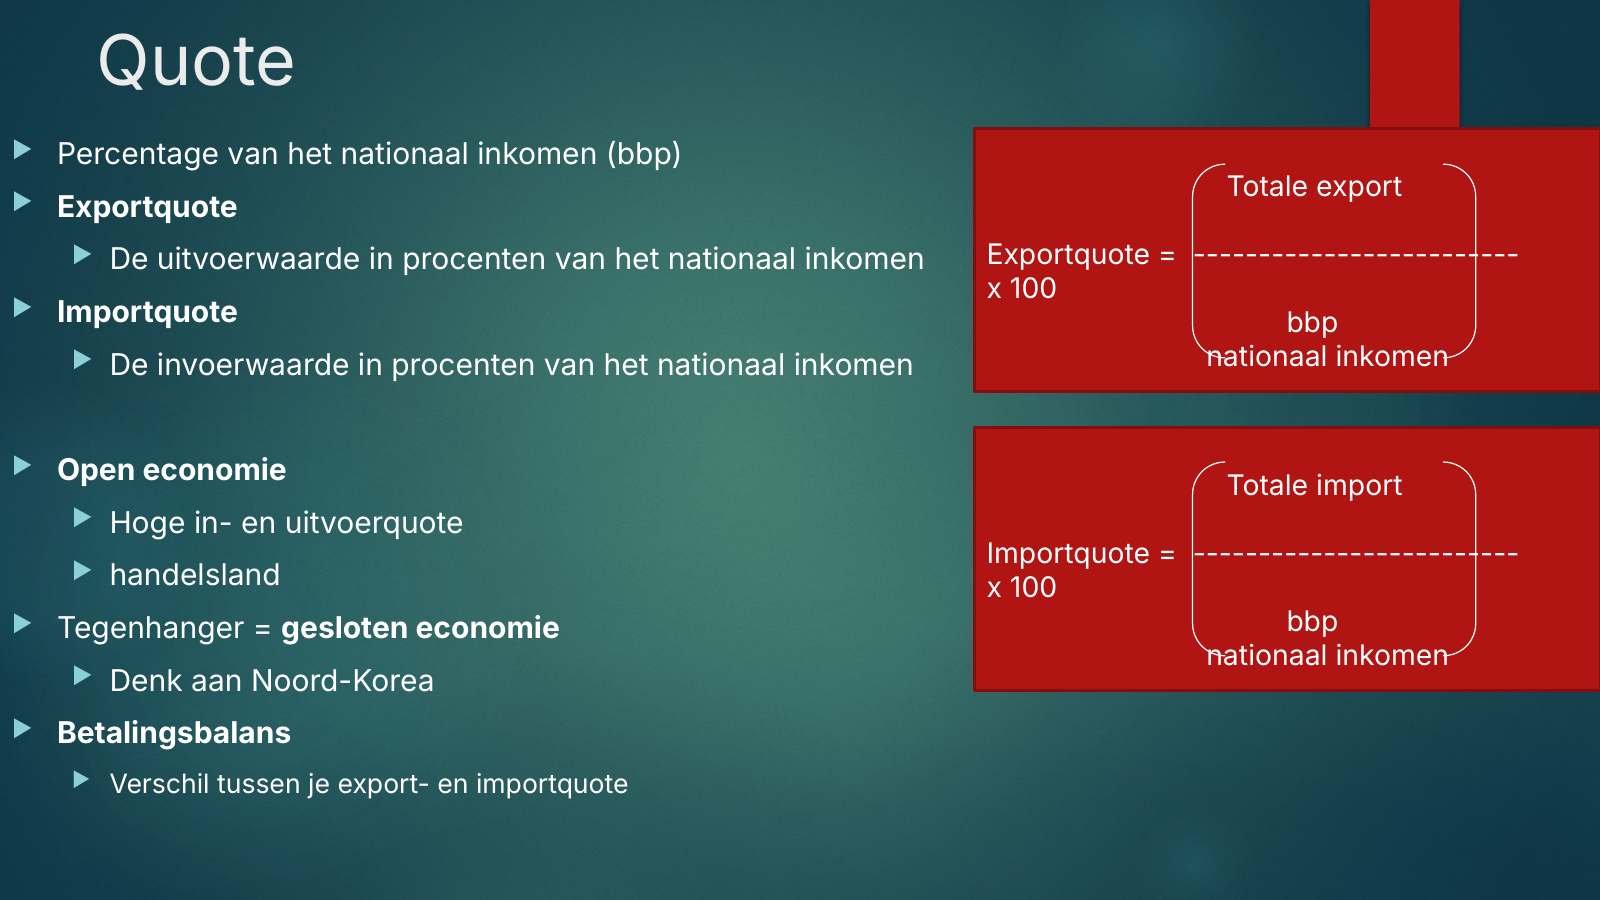 Quote
Percentage van het nationaal inkomen (bbp)
Exportquote
De uitvoerwaarde in procenten van het nationaal inkomen
Importquote
De invoerwaarde in procenten van het nationaal inkomen
Open economie
Hoge in- en uitvoerquote
handelsland
Tegenhanger = gesloten economie
Denk aan Noord-Korea
Betalingsbalans
Verschil tussen je export- en importquote
Totale export
Exportquote = -------------------------
x 100
bbp
nationaal inkomen
Totale import
Importquote = -------------------------
x 100
bbp
nationaal inkomen